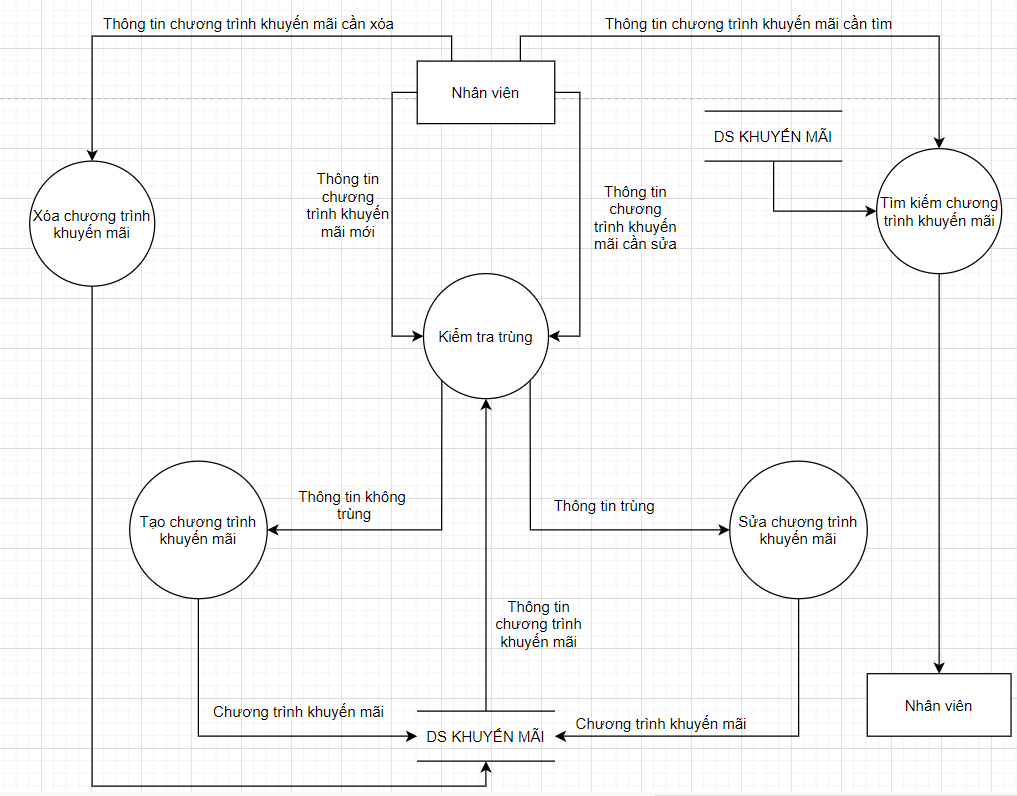 Thông tin chương trình khuyến mãi cần xóa
Thông tin chương trình khuyến mãi cần tìm
Nhân viên
DS KHUYẾN MÃI
Thông tin
chương
trình khuyến
mãi mới
Thông tin
chương
trình khuyến
mãi cần sửa
Xóa chương trình
khuyến mãi
Tìm kiếm chương
trình khuyến mãi
Kiểm tra trùng
Thông tin không
trùng
Thông tin trùng
Tạo chương trình
khuyến mãi
Sửa chương trình
khuyến mãi
Thông tin
chương trình
khuyến mãi
Nhân viên
Chương trình khuyến mãi
Chương trình khuyến mãi
DS KHUYẾN MÃI